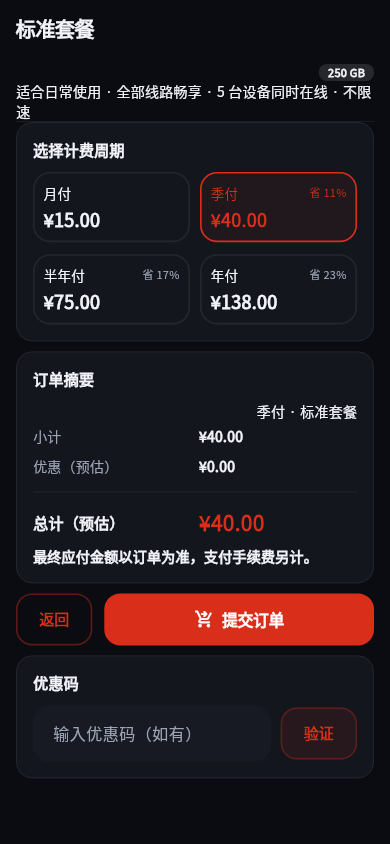 标准套餐
250 GB
适合日常使用 · 全部线路畅享 · 5 台设备同时在线 · 不限
速
选择计费周期
月付
¥15.00
季付 省 11%
¥40.00
半年付 省 17%
¥75.00
年付 省 23%
¥138.00
订单摘要
季付 · 标准套餐
小计 ¥40.00
优惠（预估） ¥0.00
总计（预估） ¥40.00
最终应付金额以订单为准，支付手续费另计。
返回 提交订单
优惠码
输入优惠码（如有） 验证